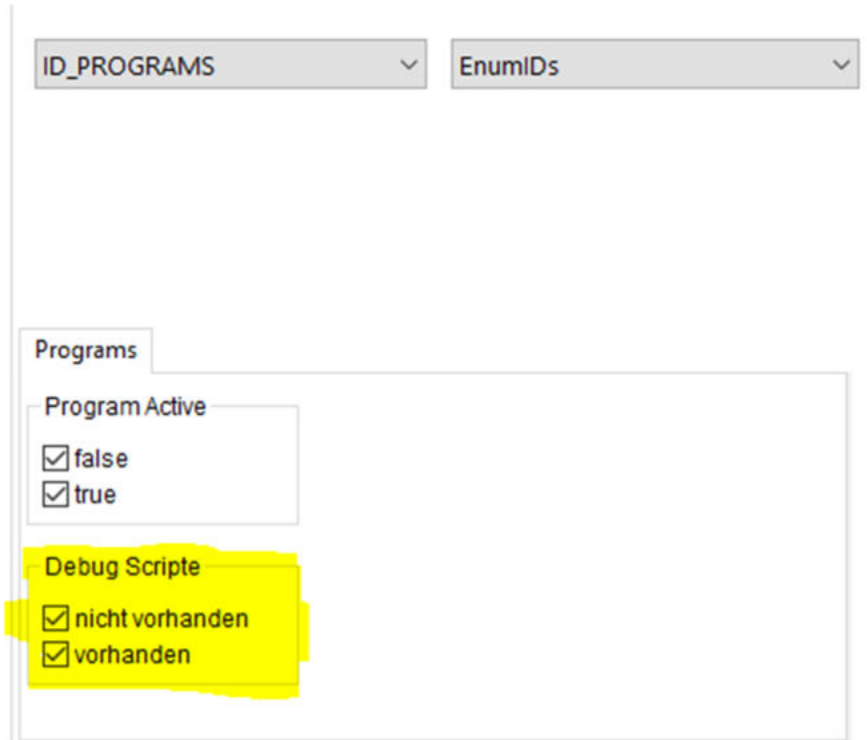 ID_PROGRAMS EnumIDs
Programs
Program Active
false
true
Debug Scripte
nicht vorhanden
vorhanden